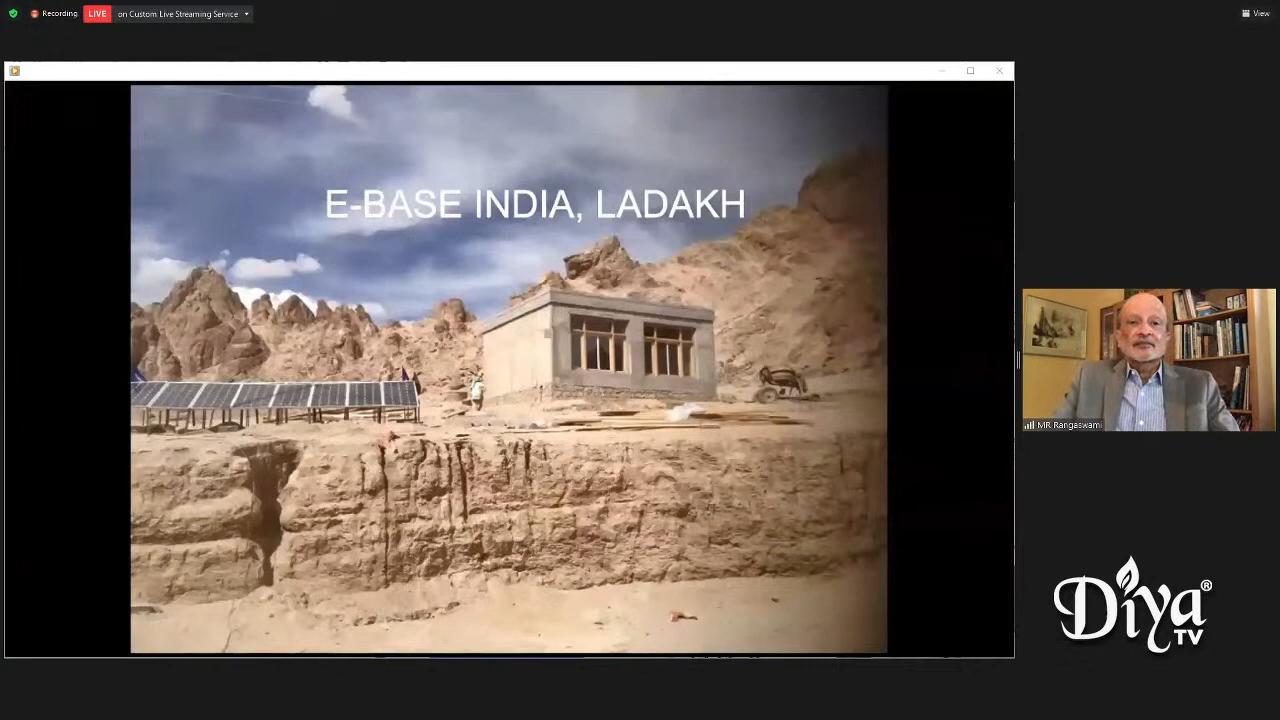 Recording
LIVE
on Custom Live Streaming Service
View
E-BASE INDIA, LADAKH
MR Rangaswami
Diya®
TV